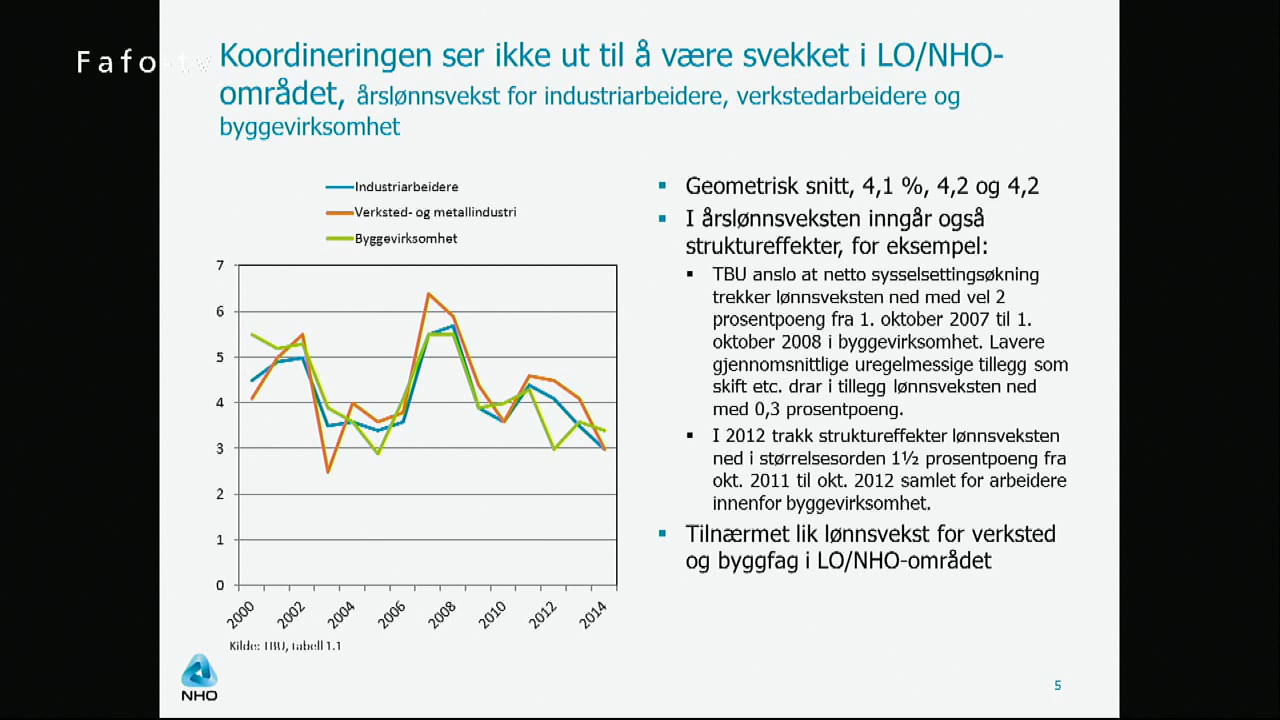 Fafo-tv
Koordineringen ser ikke ut til å være svekket i LO/NHO-
området, årslønnsvekst for industriarbeidere, verkstedarbeidere og
byggevirksomhet
Industriarbeidere
Verksted- og metallindustri
Byggevirksomhet
7
6
5
4
3
2
1
0
2000
2002
2004
2006
2008
2010
2012
2014
Kilde: TBU, tabell 1.1
▪ Geometrisk snitt, 4,1 %, 4,2 og 4,2
▪ I årslønnsveksten inngår også
struktureffekter, for eksempel:
▪ TBU anslo at netto sysselsettingsøkning
trekker lønnsveksten ned med vel 2
prosentpoeng fra 1. oktober 2007 til 1.
oktober 2008 i byggevirksomhet. Lavere
gjennomsnittlige uregelmessige tillegg som
skift etc. drar i tillegg lønnsveksten ned
med 0,3 prosentpoeng.
▪ I 2012 trakk struktureffekter lønnsveksten
ned i størrelsesorden 1½ prosentpoeng fra
okt. 2011 til okt. 2012 samlet for arbeidere
innenfor byggevirksomhet.
▪ Tilnærmet lik lønnsvekst for verksted
og byggfag i LO/NHO-området
NHO
5